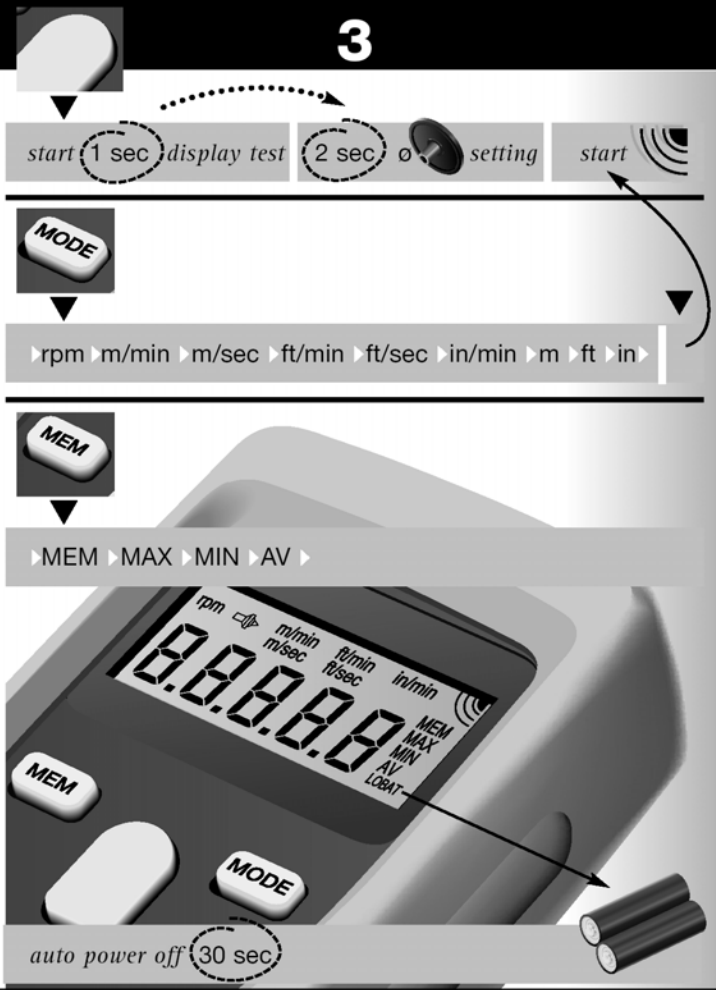 3
start 1 sec display test 2 sec ø setting start
MODE
rpm m/min m/sec ft/min ft/sec in/min m ft in
MEM
MEM MAX MIN AV
rpm m/min ft/min in/min
m/sec ft/sec
8.8.8.8.8
MEM
MAX
MIN
AV
LOBAT
MEM
MODE
auto power off 30 sec